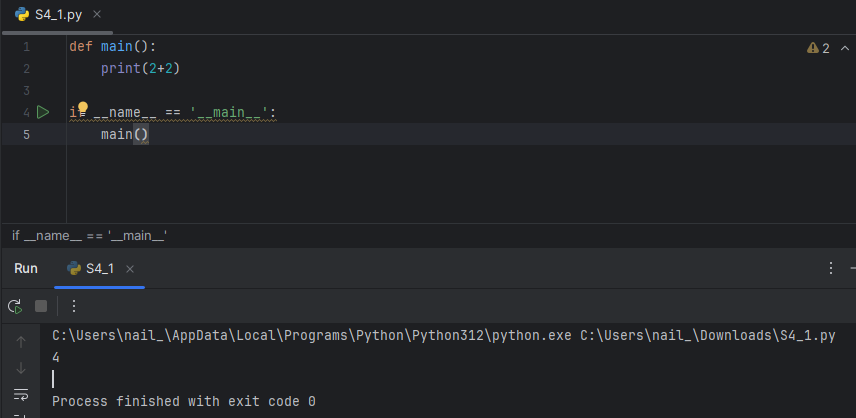 S4_1.py
1 def main():
2
2     print(2+2)
3
4 if __name__ == '__main__':
5     main()
if __name__ == '__main__'
Run S4_1
C:\Users\nail_\AppData\Local\Programs\Python\Python312\python.exe C:\Users\nail_\Downloads\S4_1.py
4
Process finished with exit code 0